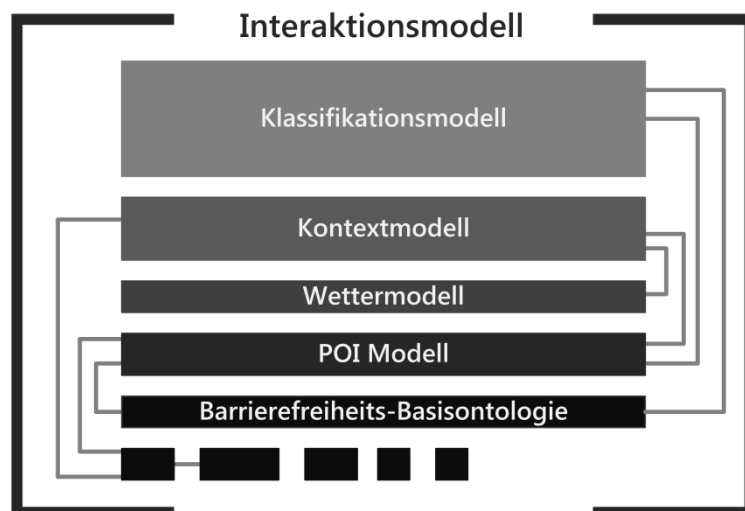 Interaktionsmodell
Klassifikationsmodell
Kontextmodell
Wettermodell
POI Modell
Barrierefreiheits-Basisontologie